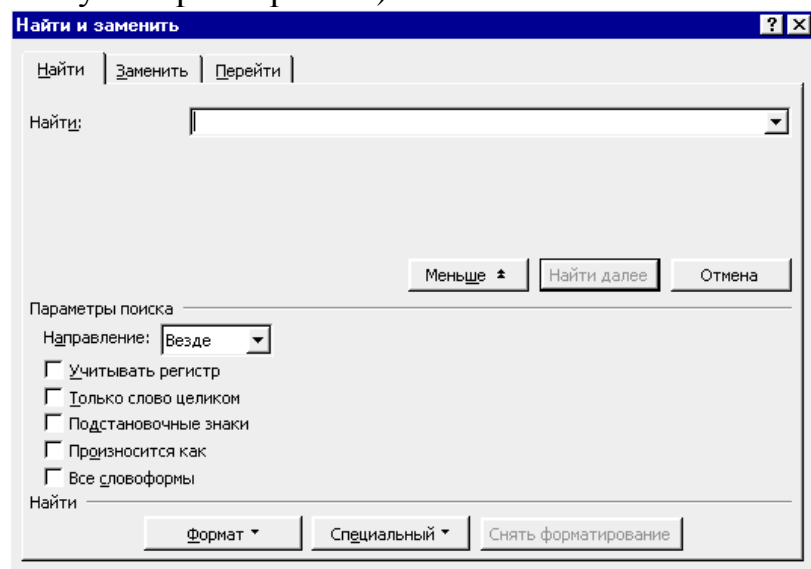 Найти и заменить
Найти Заменить Перейти
Найти:
Меньше Найти далее Отмена
Параметры поиска
Направление: Везде
Учитывать регистр
Только слово целиком
Подстановочные знаки
Произносится как
Все словоформы
Найти
Формат Специальный Снять форматирование